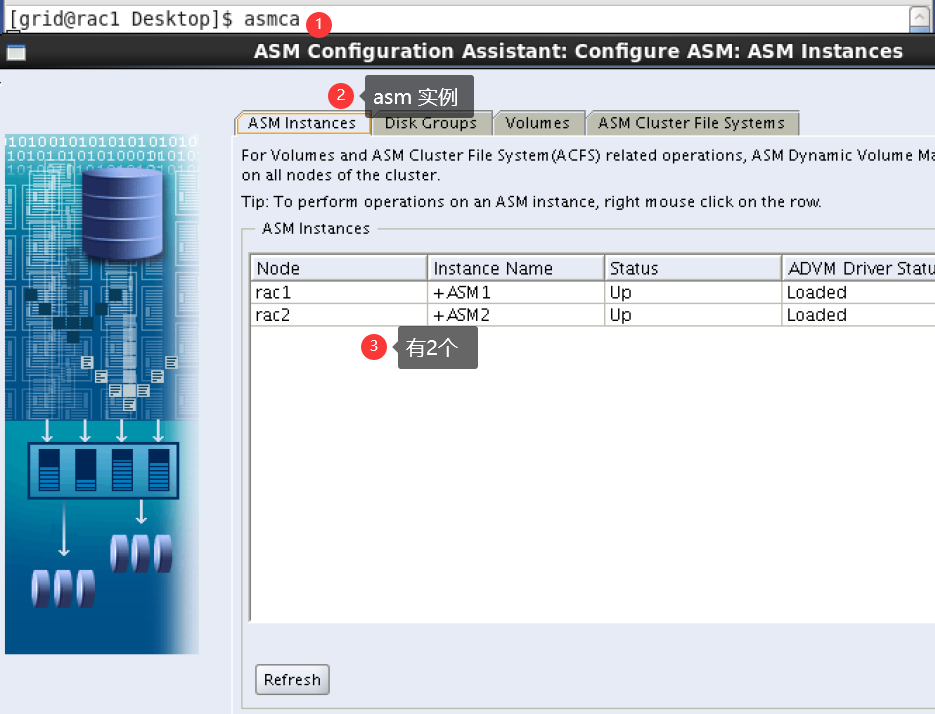 [grid@rac1 Desktop]$ asmca 1
ASM Configuration Assistant: Configure ASM: ASM Instances
2 asm 实例
ASM Instances Disk Groups Volumes ASM Cluster File Systems
For Volumes and ASM Cluster File System(ACFS) related operations, ASM Dynamic Volume Ma
on all nodes of the cluster.
Tip: To perform operations on an ASM instance, right mouse click on the row.
ASM Instances
Node Instance Name Status ADVM Driver Statu
rac1 +ASM1 Up Loaded
rac2 +ASM2 Up Loaded
3 有2个
Refresh